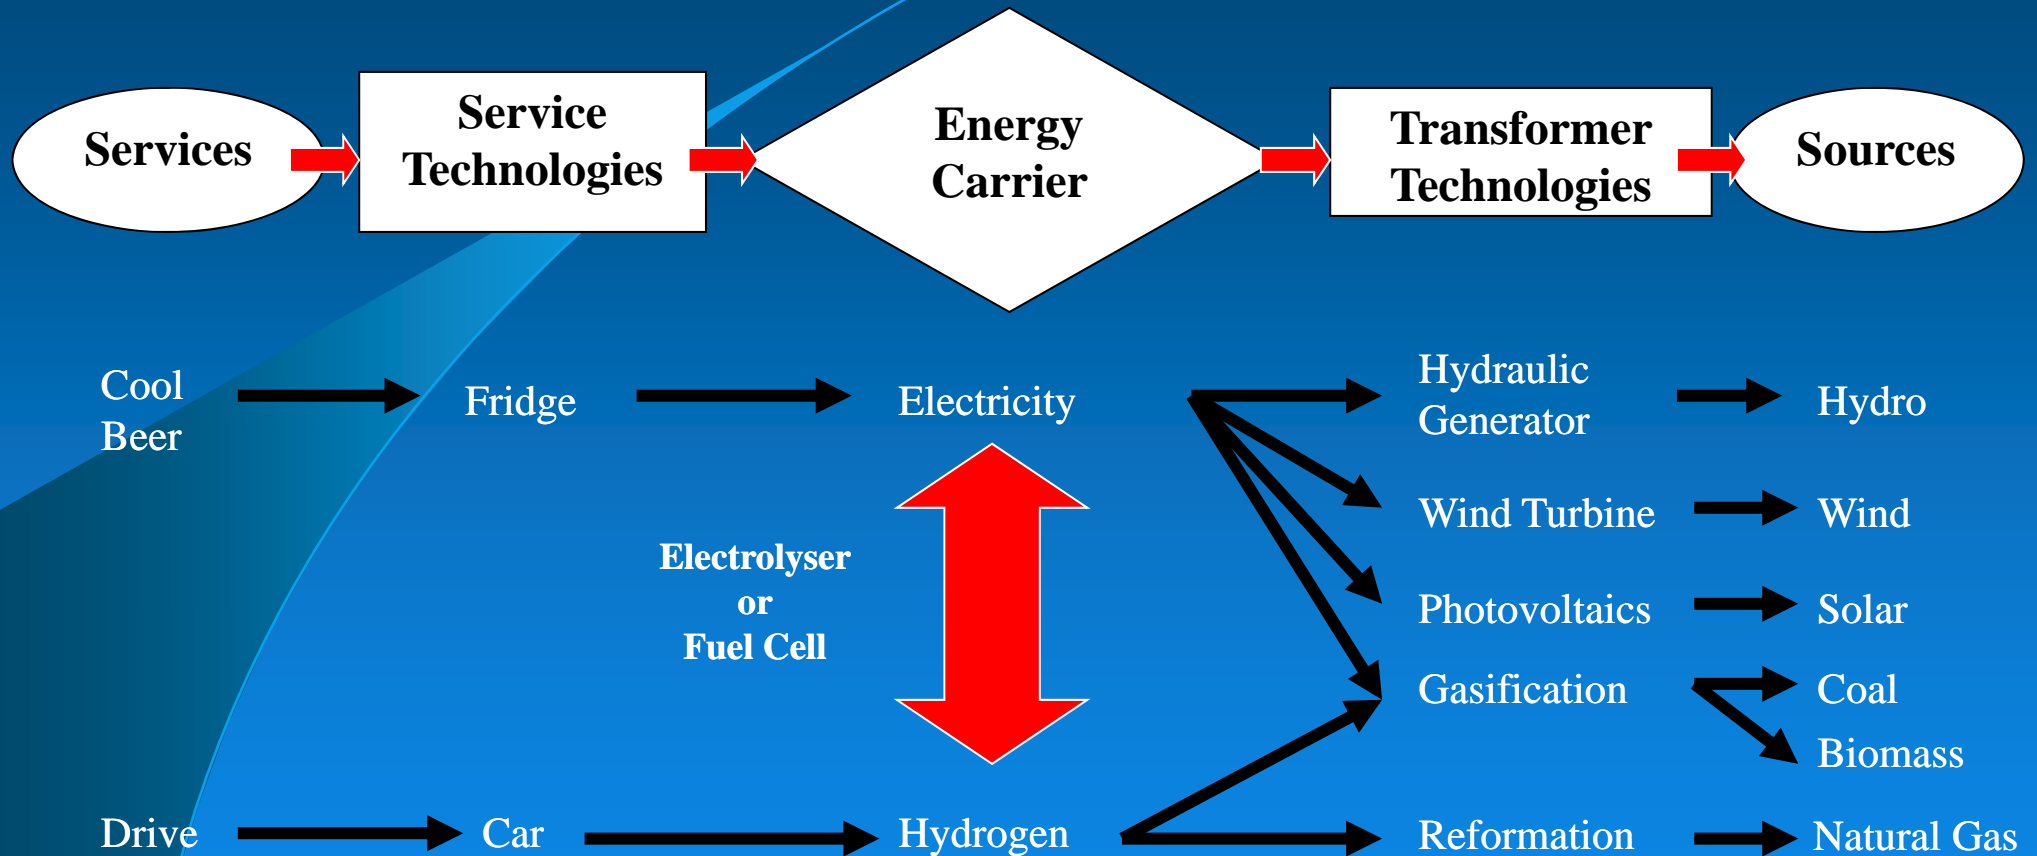 Services
Service
Technologies
Energy
Carrier
Transformer
Technologies
Sources
Cool
Beer
Fridge
Electricity
Hydraulic
Generator
Hydro
Wind Turbine
Wind
Electrolyser
or
Fuel Cell
Photovoltaics
Solar
Gasification
Coal
Biomass
Drive
Car
Hydrogen
Reformation
Natural Gas